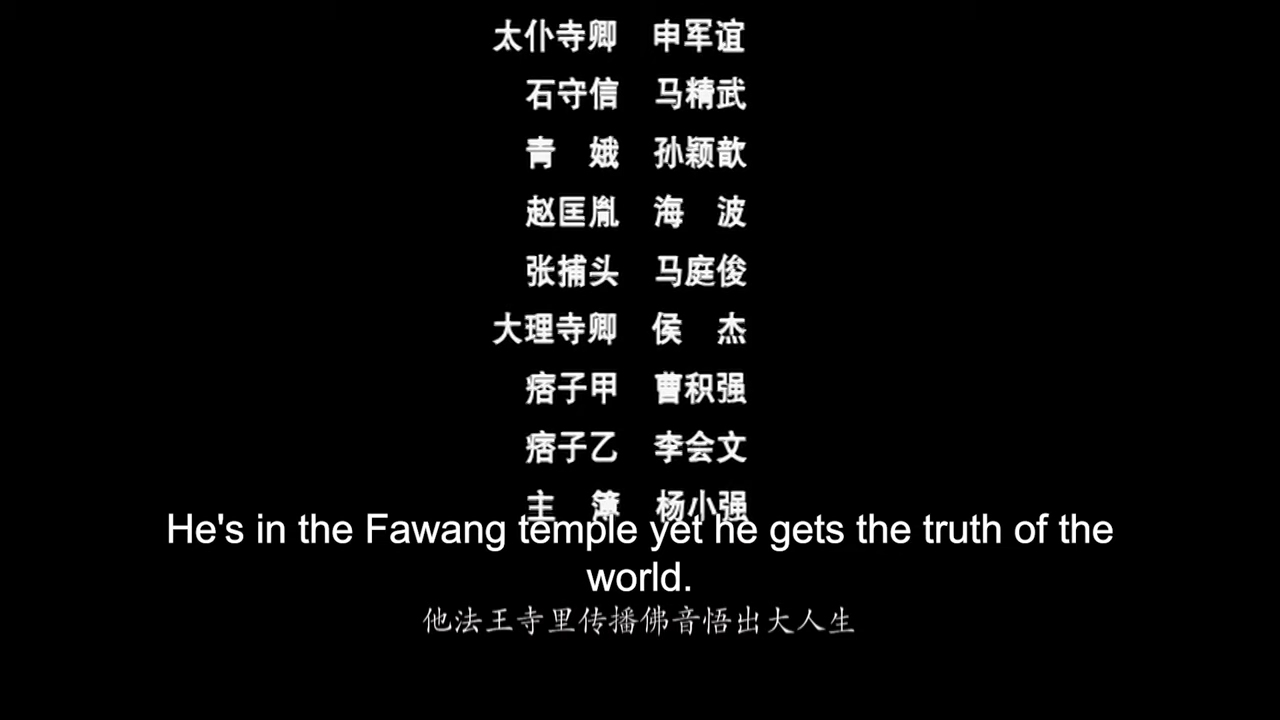 太仆寺卿 申军谊
石守信 马精武
青 娥 孙颖歆
赵匡胤 海 波
张捕头 马庭俊
大理寺卿 侯 杰
痞子甲 曹积强
痞子乙 李会文
主 簿 杨小强
He's in the Fawang temple yet he gets the truth of the
world.
他法王寺里传播佛音悟出大人生